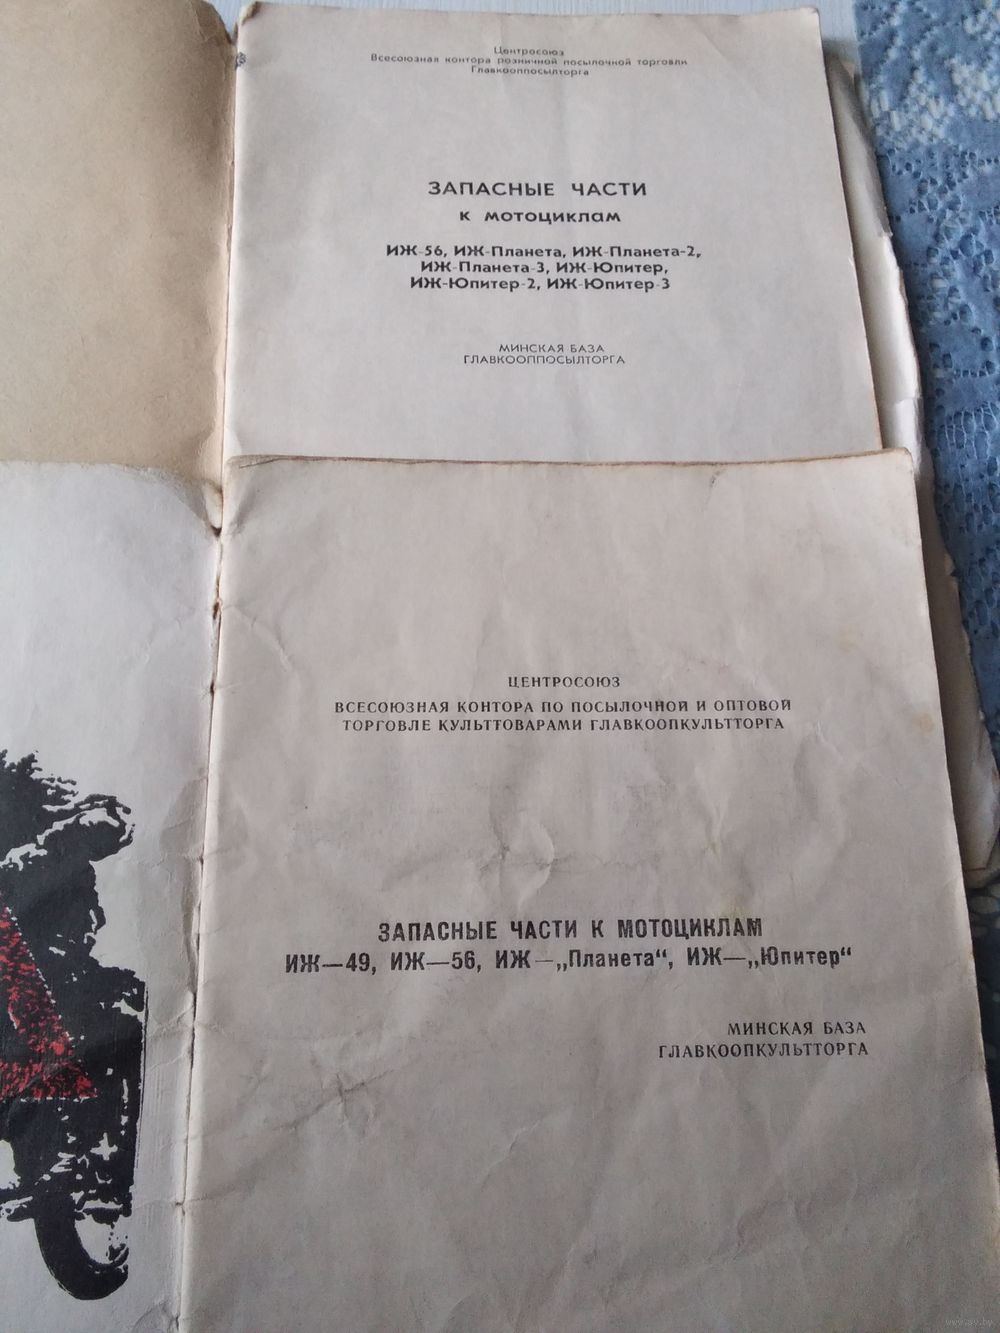 Центросоюз
Всесоюзная контора розничной посылочной торговли
Главкооппосылторга
ЗАПАСНЫЕ ЧАСТИ
к мотоциклам
ИЖ-56, ИЖ-Планета, ИЖ-Планета-2,
ИЖ-Планета-3, ИЖ-Юпитер,
ИЖ-Юпитер-2, ИЖ-Юпитер-3
МИНСКАЯ БАЗА
ГЛАВКООППОСЫЛТОРГА
ЦЕНТРОСОЮЗ
ВСЕСОЮЗНАЯ КОНТОРА ПО ПОСЫЛОЧНОЙ И ОПТОВОЙ
ТОРГОВЛЕ КУЛЬТТОВАРАМИ ГЛАВКООПКУЛЬТТОРГА
ЗАПАСНЫЕ ЧАСТИ К МОТОЦИКЛАМ
ИЖ—49, ИЖ—56, ИЖ—„Планета“, ИЖ—„Юпитер“
МИНСКАЯ БАЗА
ГЛАВКООПКУЛЬТТОРГА